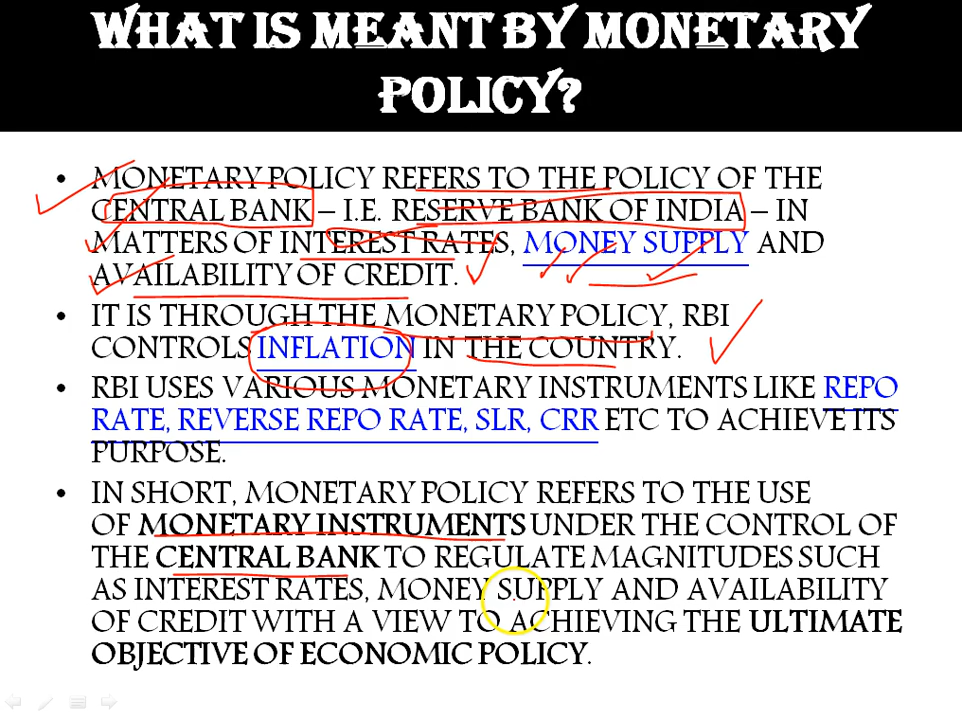 WHAT IS MEANT BY MONETARY
POLICY?
• MONETARY POLICY REFERS TO THE POLICY OF THE
CENTRAL BANK – I.E. RESERVE BANK OF INDIA – IN
MATTERS OF INTEREST RATES, MONEY SUPPLY AND
AVAILABILITY OF CREDIT.
• IT IS THROUGH THE MONETARY POLICY, RBI
CONTROLS INFLATION IN THE COUNTRY.
• RBI USES VARIOUS MONETARY INSTRUMENTS LIKE REPO
RATE, REVERSE REPO RATE, SLR, CRR ETC TO ACHIEVE ITS
PURPOSE.
• IN SHORT, MONETARY POLICY REFERS TO THE USE
OF MONETARY INSTRUMENTS UNDER THE CONTROL OF
THE CENTRAL BANK TO REGULATE MAGNITUDES SUCH
AS INTEREST RATES, MONEY SUPPLY AND AVAILABILITY
OF CREDIT WITH A VIEW TO ACHIEVING THE ULTIMATE
OBJECTIVE OF ECONOMIC POLICY.